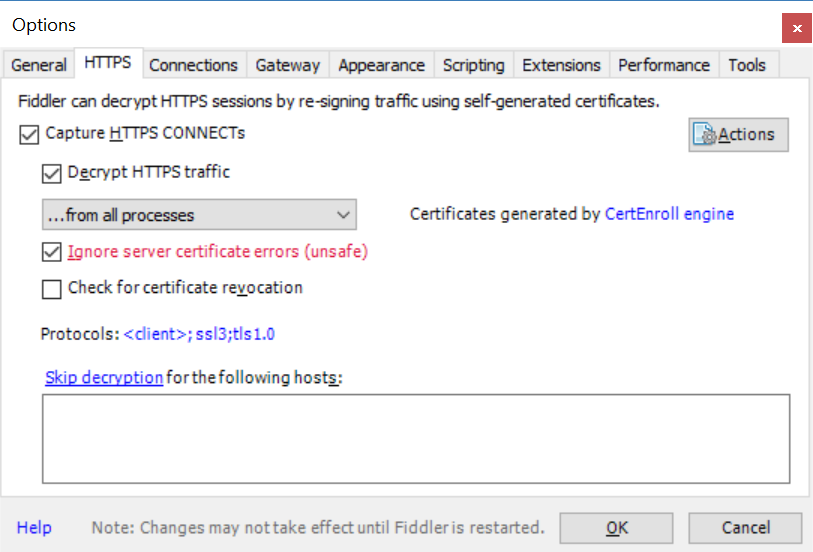 Options
General HTTPS Connections Gateway Appearance Scripting Extensions Performance Tools
Fiddler can decrypt HTTPS sessions by re-signing traffic using self-generated certificates.
Capture HTTPS CONNECTs
Actions
Decrypt HTTPS traffic
...from all processes
Certificates generated by CertEnroll engine
Ignore server certificate errors (unsafe)
Check for certificate revocation
Protocols: <client>; ssl3;tls1.0
Skip decryption for the following hosts:
Help Note: Changes may not take effect until Fiddler is restarted. OK Cancel